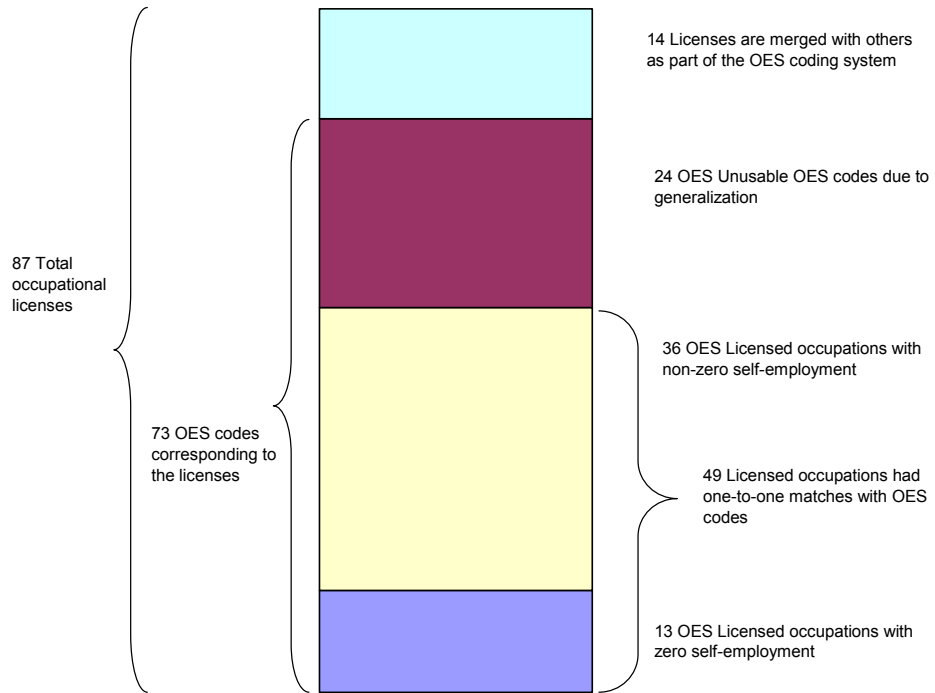 14 Licenses are merged with others
as part of the OES coding system
24 OES Unusable OES codes due to
generalization
87 Total
occupational
licenses
36 OES Licensed occupations with
non-zero self-employment
73 OES codes
corresponding to
the licenses
49 Licensed occupations had
one-to-one matches with OES
codes
13 OES Licensed occupations with
zero self-employment